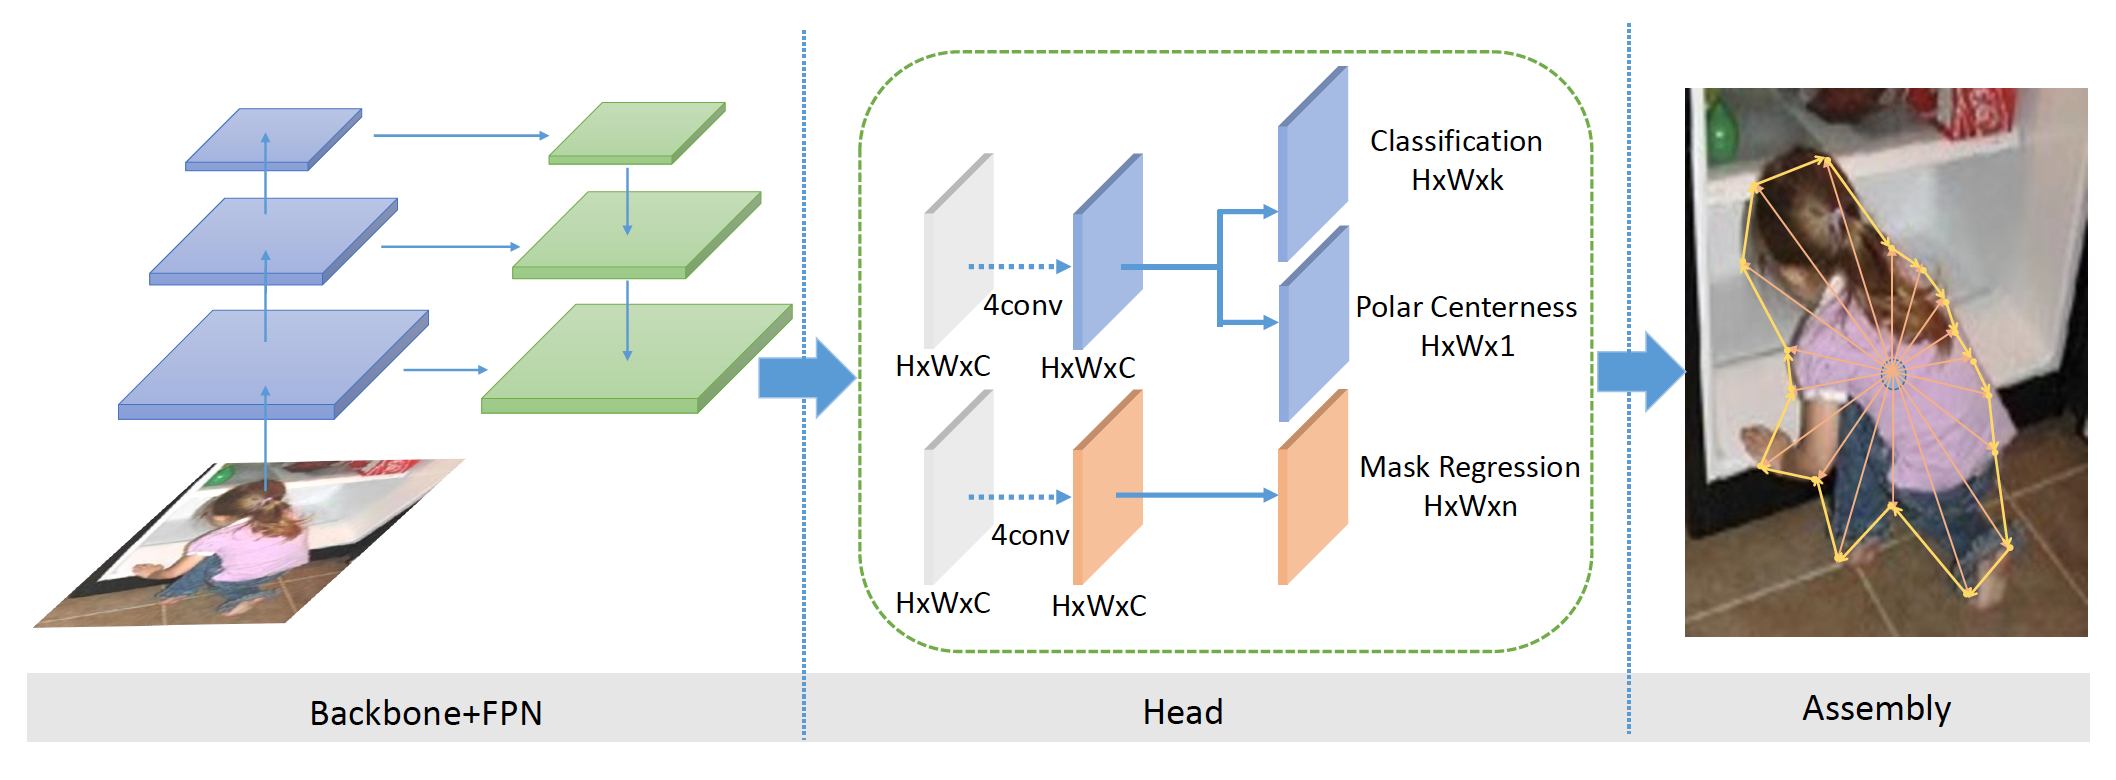 Classification
HxWxk
4conv
Polar Centerness
HxWx1
HxWxC
HxWxC
Mask Regression
HxWxn
4conv
HxWxC
HxWxC
Backbone+FPN
Head
Assembly